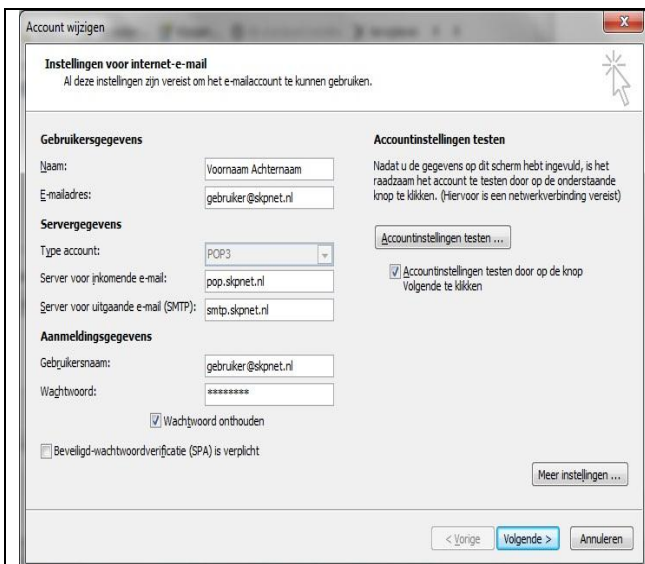 Account wijzigen
Instellingen voor internet-e-mail
Al deze instellingen zijn vereist om het e-mailaccount te kunnen gebruiken.
Gebruikersgegevens
Naam: Voornaam Achternaam
E-mailadres: gebruiker@skpnet.nl
Servergegevens
Type account: POP3
Server voor inkomende e-mail: pop.skpnet.nl
Server voor uitgaande e-mail (SMTP): smtp.skpnet.nl
Aanmeldingsgegevens
Gebruikersnaam: gebruiker@skpnet.nl
Wachtwoord: ********
Wachtwoord onthouden
Beveiligd-wachtwoordverificatie (SPA) is verplicht
Accountinstellingen testen
Nadat u de gegevens op dit scherm hebt ingevuld, is het
raadzaam het account te testen door op de onderstaande
knop te klikken. (Hiervoor is een netwerkverbinding vereist)
Accountinstellingen testen ...
Accountinstellingen testen door op de knop
Volgende te klikken
Meer instellingen ...
< Vorige
Volgende >
Annuleren